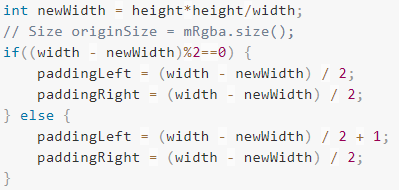 int newWidth = height*height/width;
// Size originSize = mRgba.size();
if((width - newWidth)%2==0) {
    paddingLeft = (width - newWidth) / 2;
    paddingRight = (width - newWidth) / 2;
} else {
    paddingLeft = (width - newWidth) / 2 + 1;
    paddingRight = (width - newWidth) / 2;
}